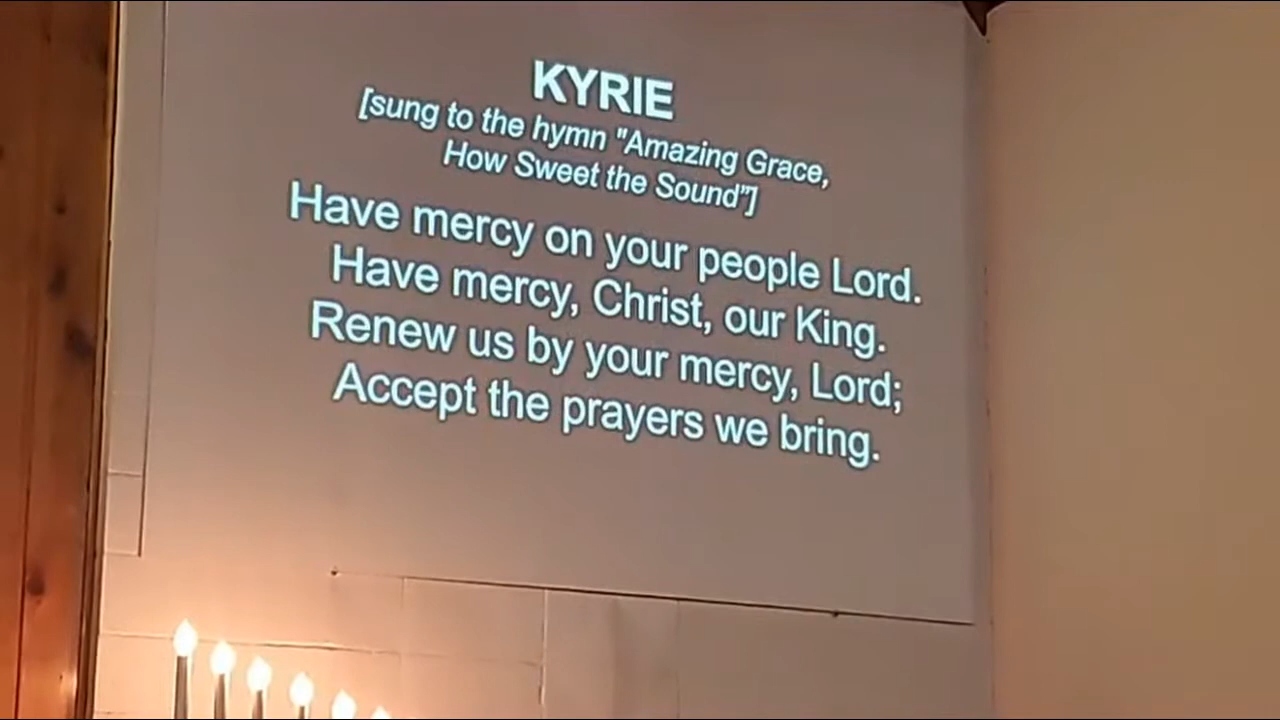 KYRIE
[sung to the hymn "Amazing Grace,
How Sweet the Sound"]
Have mercy on your people Lord.
Have mercy, Christ, our King.
Renew us by your mercy, Lord;
Accept the prayers we bring.